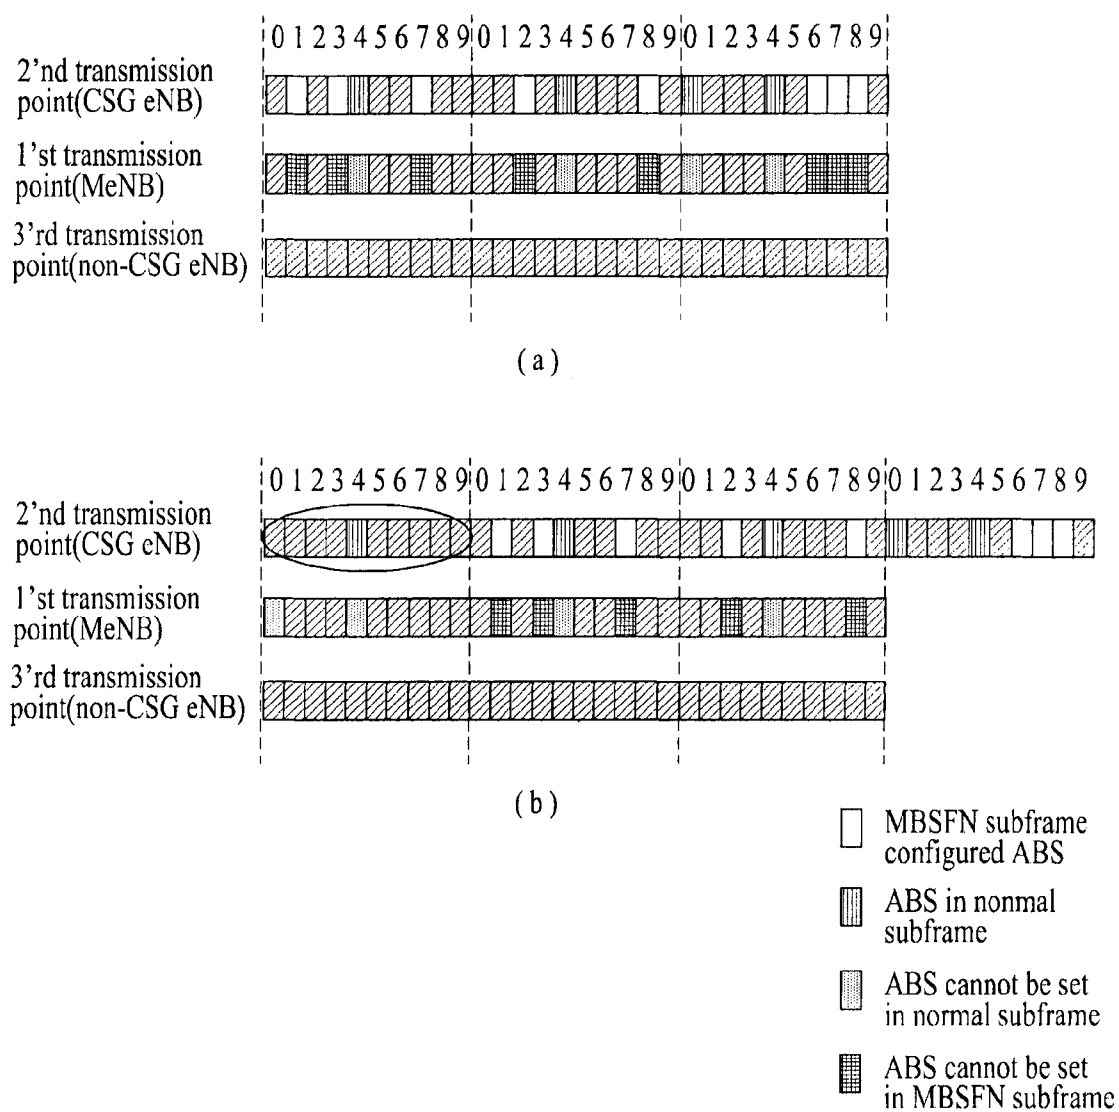 0 1 2 3 4 5 6 7 8 9 0 1 2 3 4 5 6 7 8 9 0 1 2 3 4 5 6 7 8 9
2'nd transmission
point(CSG eNB)
1'st transmission
point(MeNB)
3'rd transmission
point(non-CSG eNB)
(a)
0 1 2 3 4 5 6 7 8 9 0 1 2 3 4 5 6 7 8 9 0 1 2 3 4 5 6 7 8 9 0 1 2 3 4 5 6 7 8 9
2'nd transmission
point(CSG eNB)
1'st transmission
point(MeNB)
3'rd transmission
point(non-CSG eNB)
(b)
MBSFN subframe
configured ABS
ABS in nonmal
subframe
ABS cannot be set
in normal subframe
ABS cannot be set
in MBSFN subframe